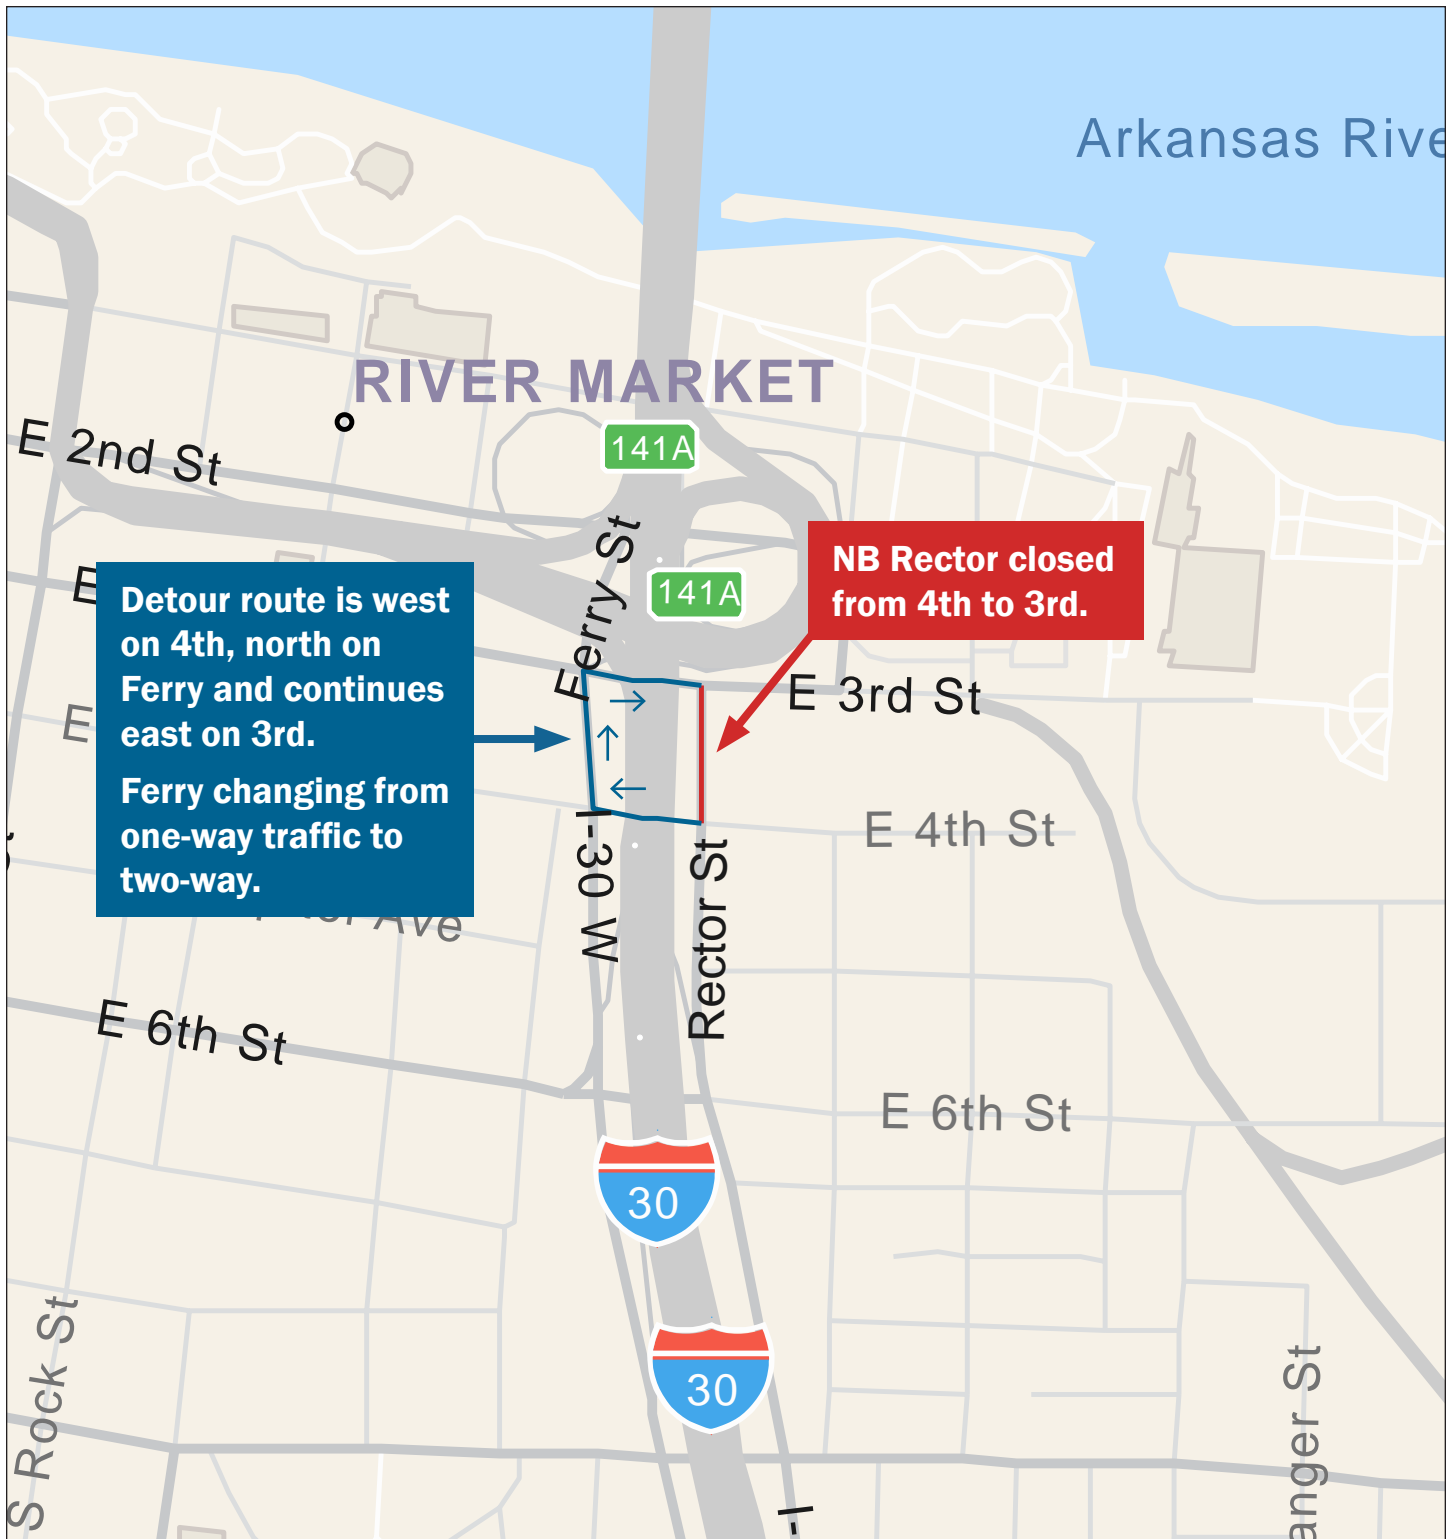 Arkansas Rive
RIVER MARKET
E 2nd St
141A
Ferry St
141A
NB Rector closed
from 4th to 3rd.
E
Detour route is west
on 4th, north on
Ferry and continues
east on 3rd.
Ferry changing from
one-way traffic to
two-way.
E 3rd St
E
E 4th St
I-30 W
Rector St
Ave
E 6th St
E 6th St
30
30
S Rock St
anger St
I-